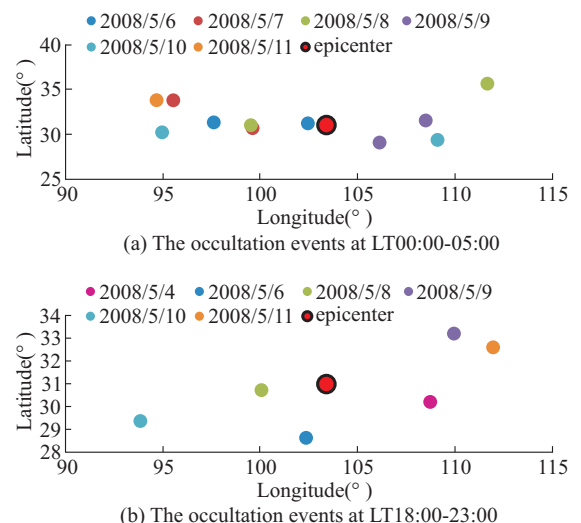 2008/5/6 2008/5/7 2008/5/8 2008/5/9
2008/5/10 2008/5/11 epicenter
40
35
30
25
Latitude(° )
90 95 100 105 110 115
Longitude(° )
(a) The occultation events at LT00:00-05:00
2008/5/4 2008/5/6 2008/5/8 2008/5/9
2008/5/10 2008/5/11 epicenter
34
33
32
31
30
29
28
Latitude(° )
90 95 100 105 110 115
Longitude(° )
(b) The occultation events at LT18:00-23:00